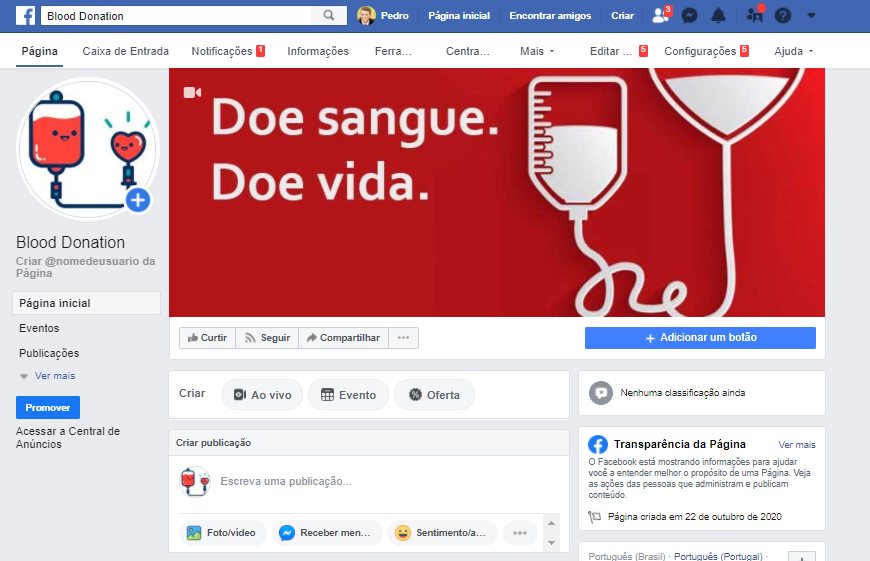 Blood Donation
Pedro Página inicial Encontrar amigos Criar 3
Página Caixa de Entrada Notificações 1 Informações Ferra... Centra... Mais Editar ... 5 Configurações 5 Ajuda
Doe sangue.
Doe vida.
Blood Donation
Criar @nomedeusuario da
Página
Página inicial
Eventos
Publicações
Ver mais
Promover
Acessar a Central de
Anúncios
Curtir Seguir Compartilhar ...
+ Adicionar um botão
Criar Ao vivo Evento Oferta
Nenhuma classificação ainda
Criar publicação
Escreva uma publicação...
Foto/vídeo Receber men... Sentimento/a... ...
Transparência da Página Ver mais
O Facebook está mostrando informações para ajudar
você a entender melhor o propósito de uma Página. Veja
as ações das pessoas que administram e publicam
conteúdo.
Página criada em 22 de outubro de 2020
Português (Brasil) · Português (Portugal) ·